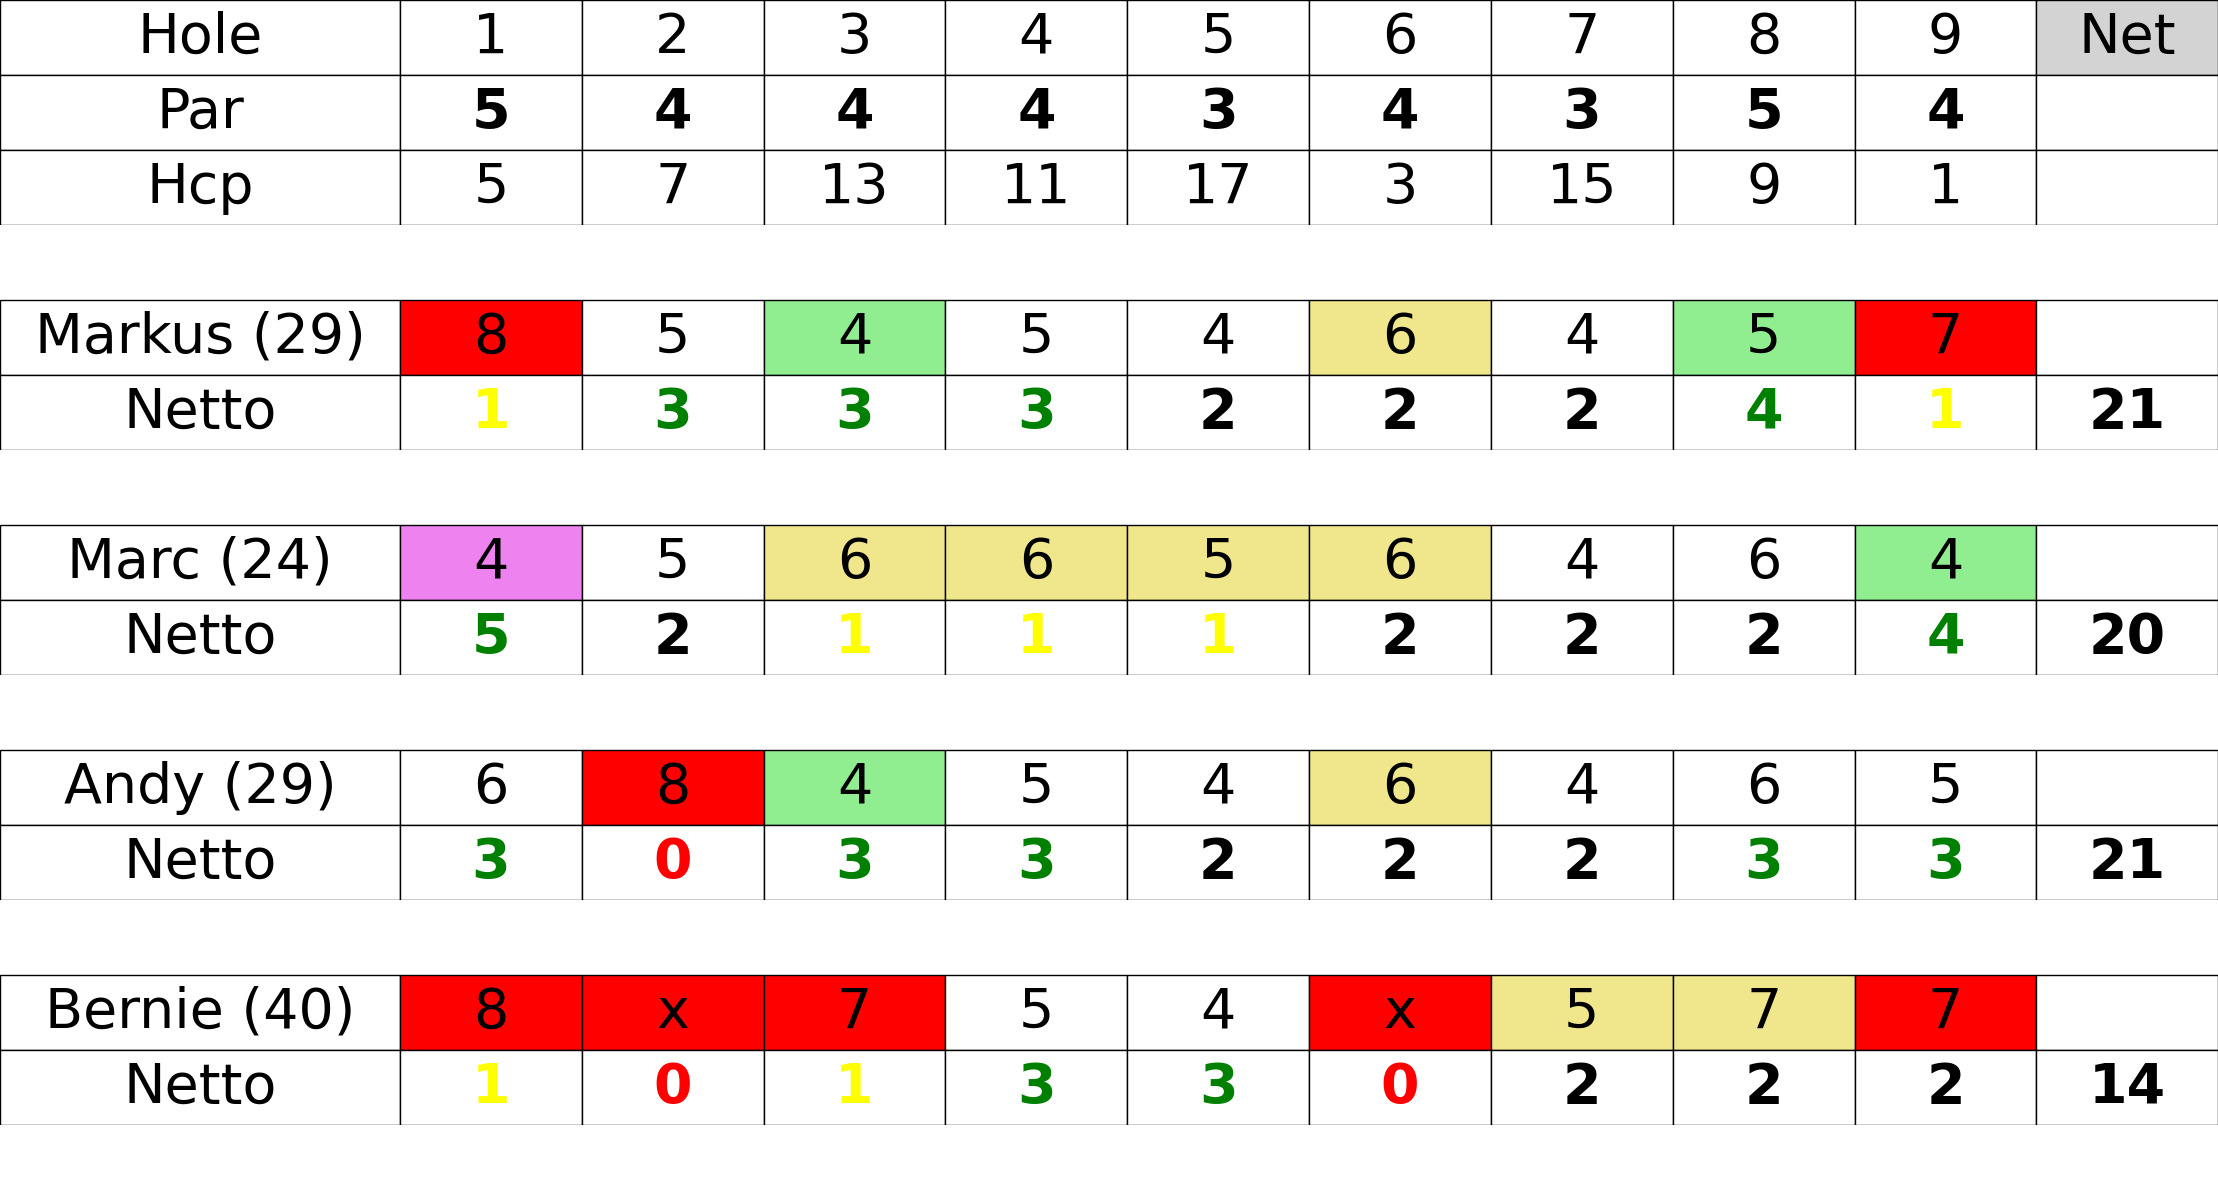 Hole 1 2 3 4 5 6 7 8 9 Net
Par 5 4 4 4 3 4 3 5 4
Hcp 5 7 13 11 17 3 15 9 1
Markus (29) 8 5 4 5 4 6 4 5 7
Netto 1 3 3 3 2 2 2 4 1 21
Marc (24) 4 5 6 6 5 6 4 6 4
Netto 5 2 1 1 1 2 2 2 4 20
Andy (29) 6 8 4 5 4 6 4 6 5
Netto 3 0 3 3 2 2 2 3 3 21
Bernie (40) 8 x 7 5 4 x 5 7 7
Netto 1 0 1 3 3 0 2 2 2 14